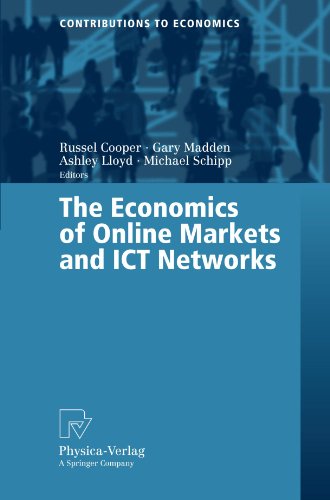 CONTRIBUTIONS TO ECONOMICS
Russel Cooper · Gary Madden
Ashley Lloyd · Michael Schipp
Editors
The Economics
of Online Markets
and ICT Networks
Physica-Verlag
A Springer Company